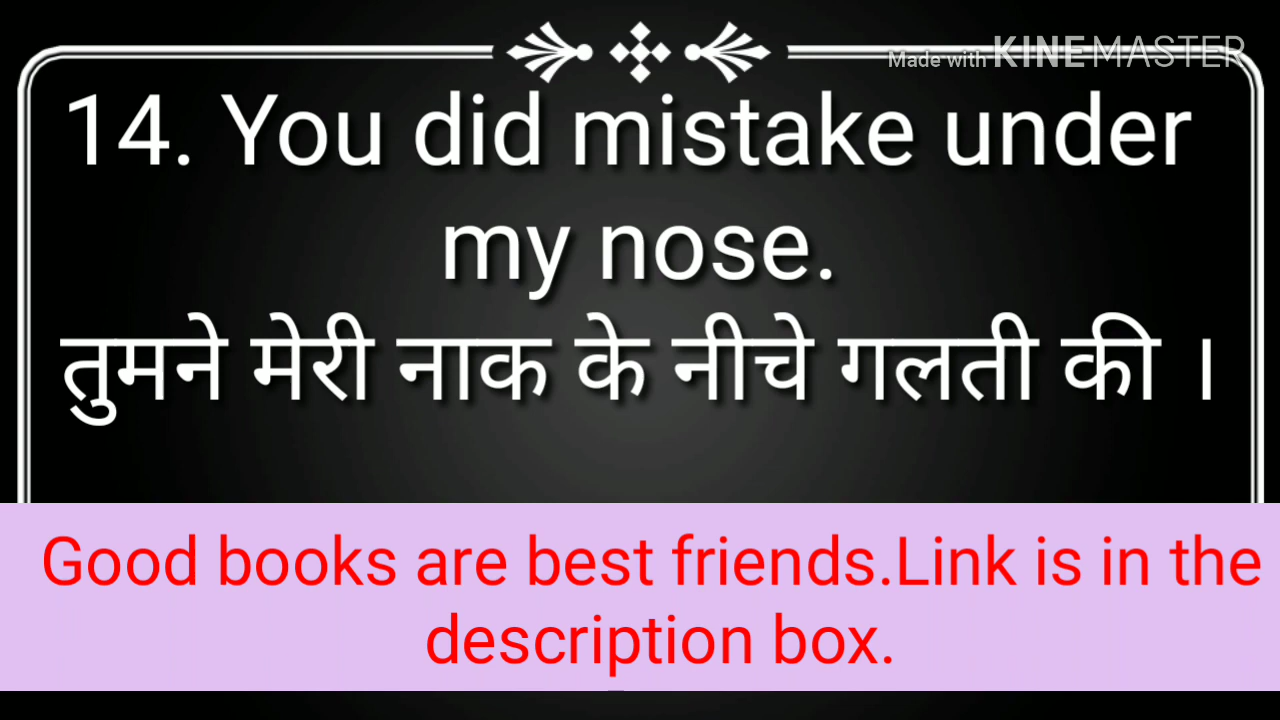 Made with KINEMASTER
14. You did mistake under
my nose.
तुमने मेरी नाक के नीचे गलती की ।
Good books are best friends.Link is in the
description box.